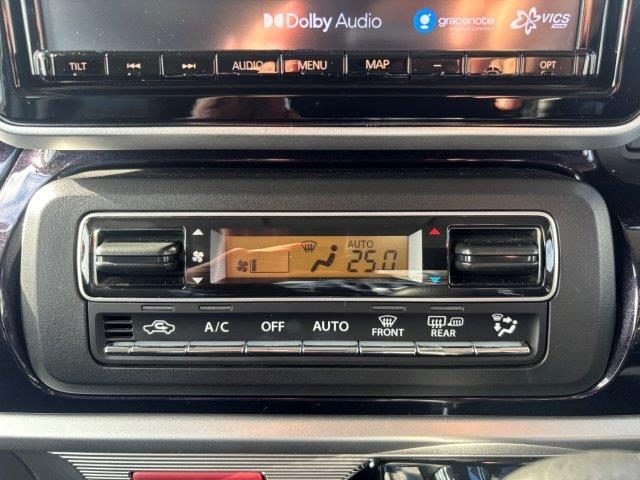 Dolby Audio
gracenote
VICS
TILT
AUDIO
MENU
MAP
OPT
AUTO
25.0
A/C
OFF
AUTO
FRONT
REAR